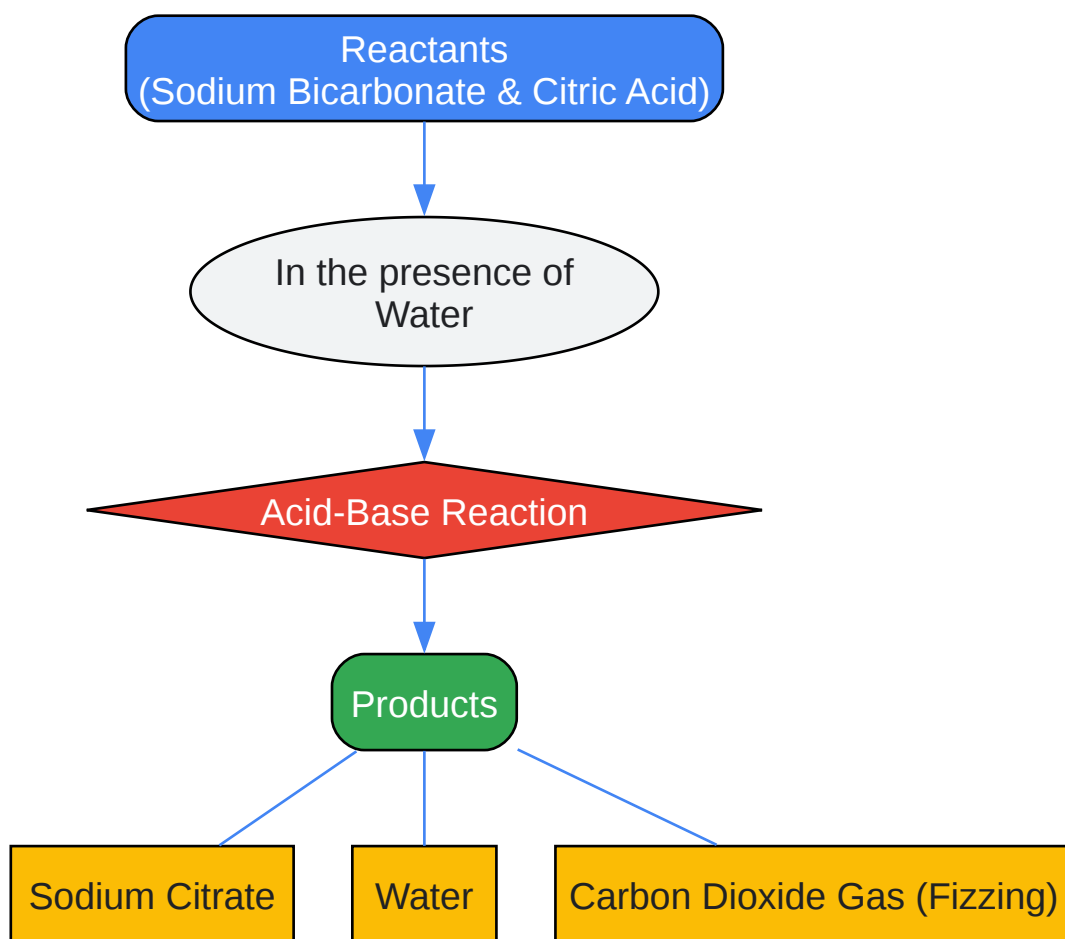 Reactants
(Sodium Bicarbonate & Citric Acid)
In the presence of
Water
Acid-Base Reaction
Products
Sodium Citrate
Water
Carbon Dioxide Gas (Fizzing)